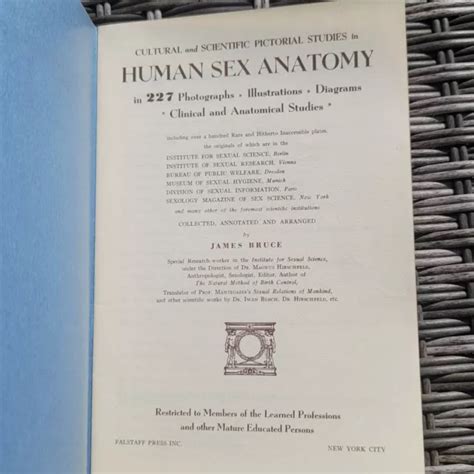 CULTURAL and SCIENTIFIC PICTORIAL STUDIES in
HUMAN SEX ANATOMY
in 227 Photographs • Illustrations • Diagrams
* Clinical and Anatomical Studies *
including over a hundred Rare and Hitherto Inaccessible plates,
the originals of which are in the
INSTITUTE FOR SEXUAL SCIENCE, Berlin
INSTITUTE OF SEXUAL RESEARCH, Vienna
BUREAU OF PUBLIC WELFARE, Dresden
MUSEUM OF SEXUAL HYGIENE, Munich
DIVISION OF SEXUAL INFORMATION, Paris
SEXOLOGY MAGAZINE OF SEX SCIENCE, New York
and many other of the foremost scientific institutions
COLLECTED, ANNOTATED AND ARRANGED
BY
JAMES BRUCE
Special Research-worker in the Institute for Sexual Science,
under the Direction of DR. MAGNUS HIRSCHFELD,
Anthropologist, Sexologist, Editor, Author of
The Natural Method of Birth Control,
Translator of PROF. MANTEGAZZA'S Sexual Relations of Mankind,
and other scientific works by DR. IWAN BLOCH, DR. HIRSCHFELD, etc.
Restricted to Members of the Learned Professions
and other Mature Educated Persons
FALSTAFF PRESS INC.
NEW YORK CITY